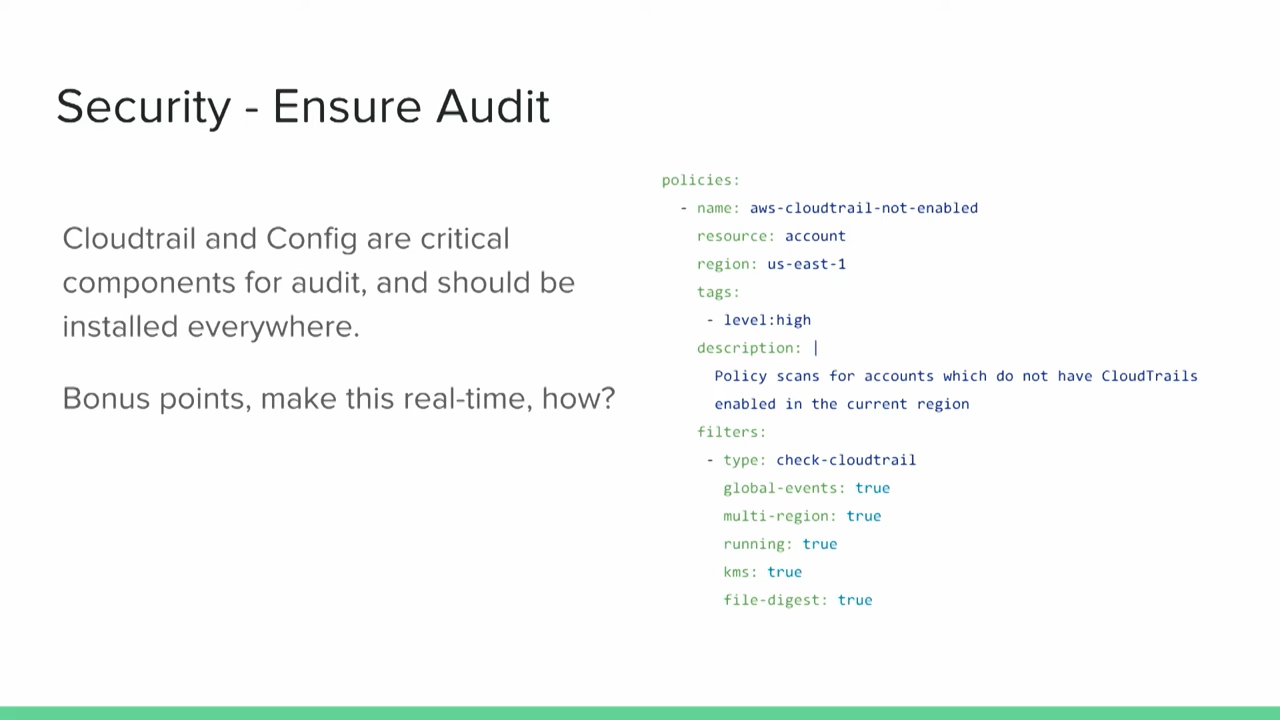 Security - Ensure Audit
Cloudtrail and Config are critical
components for audit, and should be
installed everywhere.
Bonus points, make this real-time, how?
policies:
- name: aws-cloudtrail-not-enabled
resource: account
region: us-east-1
tags:
- level:high
description: |
Policy scans for accounts which do not have CloudTrails
enabled in the current region
filters:
- type: check-cloudtrail
global-events: true
multi-region: true
running: true
kms: true
file-digest: true